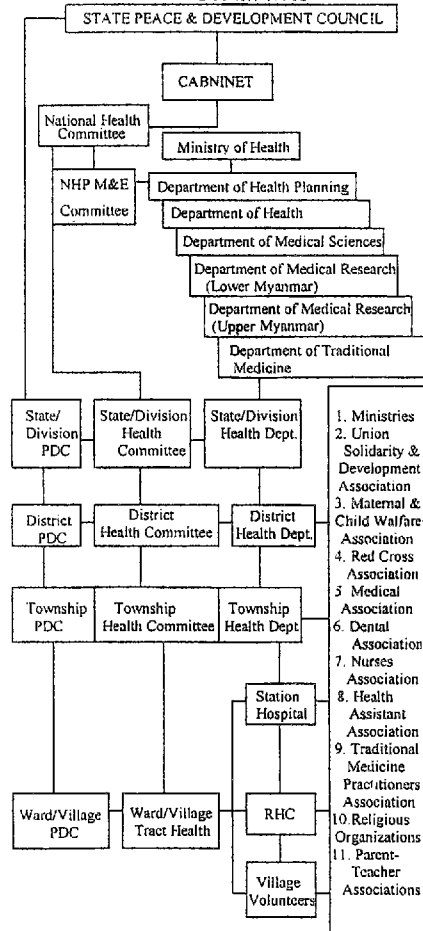 STATE PEACE & DEVELOPMENT COUNCIL
CABNINET
National Health
Committee
Ministry of Health
NHP M&E
Committee
Department of Health Planning
Department of Health
Department of Medical Sciences
Department of Medical Research
(Lower Myanmar)
Department of Medical Research
(Upper Myanmar)
Department of Traditional
Medicine
State/
Division
PDC
State/Division
Health
Committee
State/Division
Health Dept.
District
PDC
District
Health Committee
District
Health Dept.
Township
PDC
Township
Health Committee
Township
Health Dept.
Station
Hospital
Ward/Village
PDC
Ward/Village
Tract Health
RHC
Village
Volunteers
1. Ministries
2. Union
Solidarity &
Development
Association
3. Maternal &
Child Welfare
Association
4. Red Cross
Association
5 Medical
Association
6. Dental
Association
7. Nurses
Association
8. Health
Assistant
Association
9. Traditional
Medicine
Practitioners
Association
10. Religious
Organizations
11. Parent-
Teacher
Associations